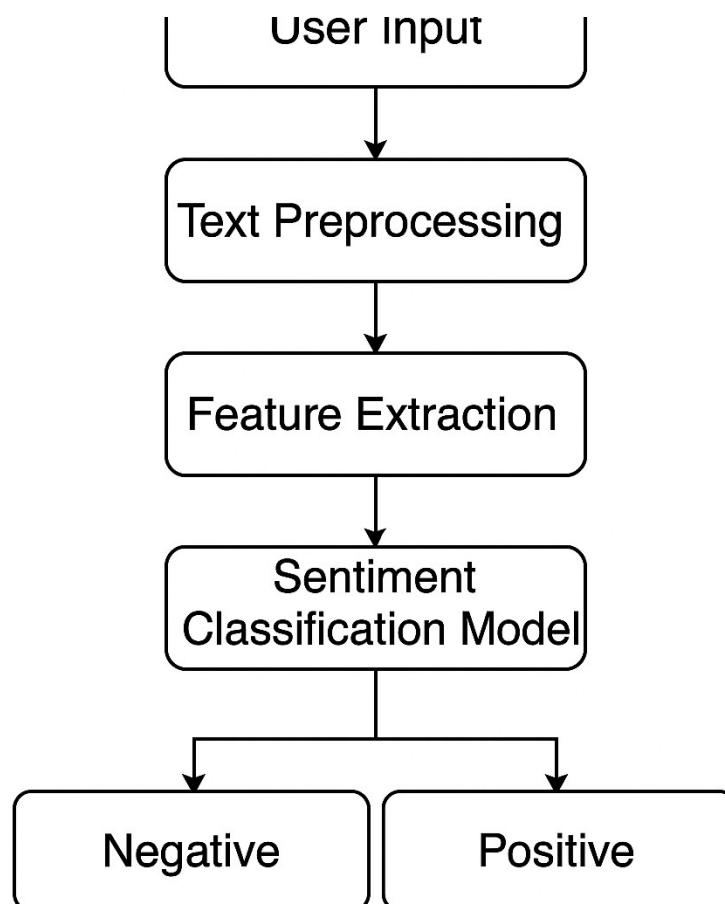 User Input
Text Preprocessing
Feature Extraction
Sentiment
Classification Model
Negative
Positive